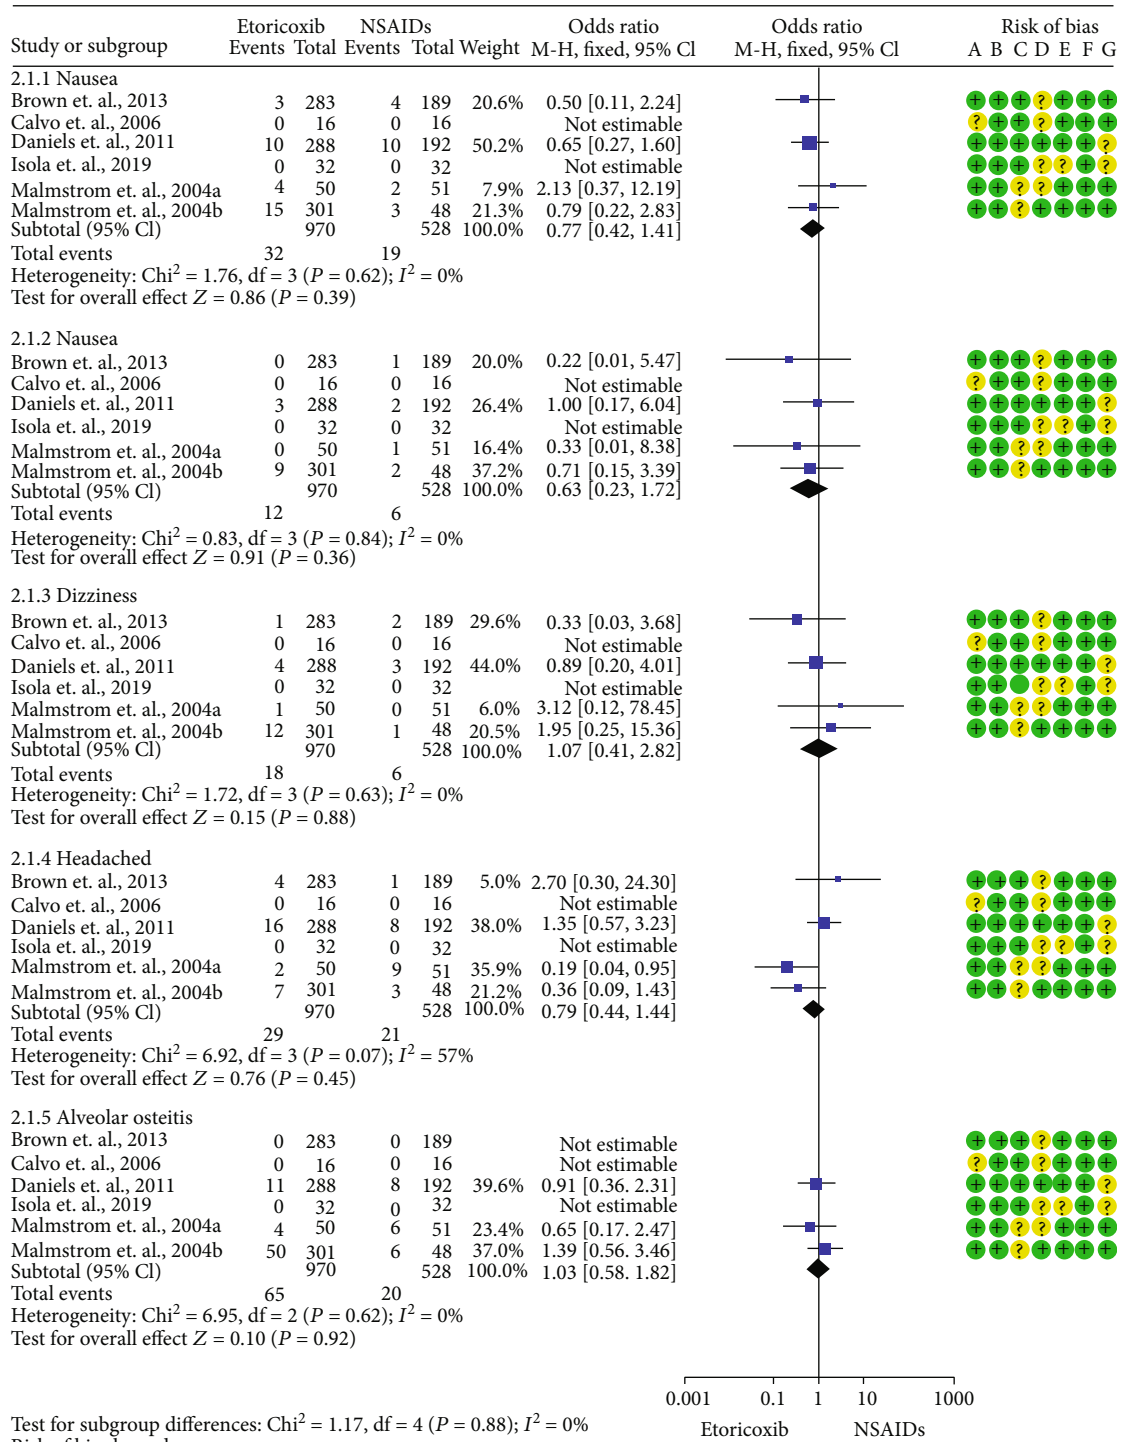 Etoricoxib NSAIDs Odds ratio Odds ratio Risk of bias
Study or subgroup Events Total Events Total Weight M-H, fixed, 95% Cl M-H, fixed, 95% Cl A B C D E F G
2.1.1 Nausea
Brown et. al., 2013 3 283 4 189 20.6% 0.50 [0.11, 2.24] + + + ? + + +
Calvo et. al., 2006 0 16 0 16 Not estimable ? + + ? + + +
Daniels et. al., 2011 10 288 10 192 50.2% 0.65 [0.27, 1.60] + + + + + + ?
Isola et. al., 2019 0 32 0 32 Not estimable + + + ? ? + ?
Malmstrom et. al., 2004a 4 50 2 51 7.9% 2.13 [0.37, 12.19] + + ? ? + + +
Malmstrom et. al., 2004b 15 301 3 48 21.3% 0.79 [0.22, 2.83] + + ? + + + +
Subtotal (95% Cl) 970 528 100.0% 0.77 [0.42, 1.41]
Total events 32 19
Heterogeneity: Chi² = 1.76, df = 3 (P = 0.62); I² = 0%
Test for overall effect Z = 0.86 (P = 0.39)
2.1.2 Nausea
Brown et. al., 2013 0 283 1 189 20.0% 0.22 [0.01, 5.47] + + + ? + + +
Calvo et. al., 2006 0 16 0 16 Not estimable ? + + ? + + +
Daniels et. al., 2011 3 288 2 192 26.4% 1.00 [0.17, 6.04] + + + + + + ?
Isola et. al., 2019 0 32 0 32 Not estimable + + + ? ? + ?
Malmstrom et. al., 2004a 0 50 1 51 16.4% 0.33 [0.01, 8.38] + + ? ? + + +
Malmstrom et. al., 2004b 9 301 2 48 37.2% 0.71 [0.15, 3.39] + + ? + + + +
Subtotal (95% Cl) 970 528 100.0% 0.63 [0.23, 1.72]
Total events 12 6
Heterogeneity: Chi² = 0.83, df = 3 (P = 0.84); I² = 0%
Test for overall effect Z = 0.91 (P = 0.36)
2.1.3 Dizziness
Brown et. al., 2013 1 283 2 189 29.6% 0.33 [0.03, 3.68] + + + ? + + +
Calvo et. al., 2006 0 16 0 16 Not estimable ? + + ? + + +
Daniels et. al., 2011 4 288 3 192 44.0% 0.89 [0.20, 4.01] + + + + + + ?
Isola et. al., 2019 0 32 0 32 Not estimable + + ? ? + ?
Malmstrom et. al., 2004a 1 50 0 51 6.0% 3.12 [0.12, 78.45] + + ? ? + + +
Malmstrom et. al., 2004b 12 301 1 48 20.5% 1.95 [0.25, 15.36] + + ? + + + +
Subtotal (95% Cl) 970 528 100.0% 1.07 [0.41, 2.82]
Total events 18 6
Heterogeneity: Chi² = 1.72, df = 3 (P = 0.63); I² = 0%
Test for overall effect Z = 0.15 (P = 0.88)
2.1.4 Headached
Brown et. al., 2013 4 283 1 189 5.0% 2.70 [0.30, 24.30] + + + ? + + +
Calvo et. al., 2006 0 16 0 16 Not estimable ? + + ? + + +
Daniels et. al., 2011 16 288 8 192 38.0% 1.35 [0.57, 3.23] + + + + + + ?
Isola et. al., 2019 0 32 0 32 Not estimable + + + ? ? + ?
Malmstrom et. al., 2004a 2 50 9 51 35.9% 0.19 [0.04, 0.95] + + ? ? + + +
Malmstrom et. al., 2004b 7 301 3 48 21.2% 0.36 [0.09, 1.43] + + ? + + + +
Subtotal (95% Cl) 970 528 100.0% 0.79 [0.44, 1.44]
Total events 29 21
Heterogeneity: Chi² = 6.92, df = 3 (P = 0.07); I² = 57%
Test for overall effect Z = 0.76 (P = 0.45)
2.1.5 Alveolar osteitis
Brown et. al., 2013 0 283 0 189 Not estimable + + + ? + + +
Calvo et. al., 2006 0 16 0 16 Not estimable ? + + ? + + +
Daniels et. al., 2011 11 288 8 192 39.6% 0.91 [0.36, 2.31] + + + + + + ?
Isola et. al., 2019 0 32 0 32 Not estimable + + + ? ? + ?
Malmstrom et. al., 2004a 4 50 6 51 23.4% 0.65 [0.17. 2.47] + + ? ? + + +
Malmstrom et. al., 2004b 50 301 6 48 37.0% 1.39 [0.56, 3.46] + + ? + + + +
Subtotal (95% Cl) 970 528 100.0% 1.03 [0.58. 1.82]
Total events 65 20
Heterogeneity: Chi² = 6.95, df = 2 (P = 0.62); I² = 0%
Test for overall effect Z = 0.10 (P = 0.92)
0.001 0.1 1 10 1000
Test for subgroup differences: Chi² = 1.17, df = 4 (P = 0.88); I² = 0%
Etoricoxib NSAIDs